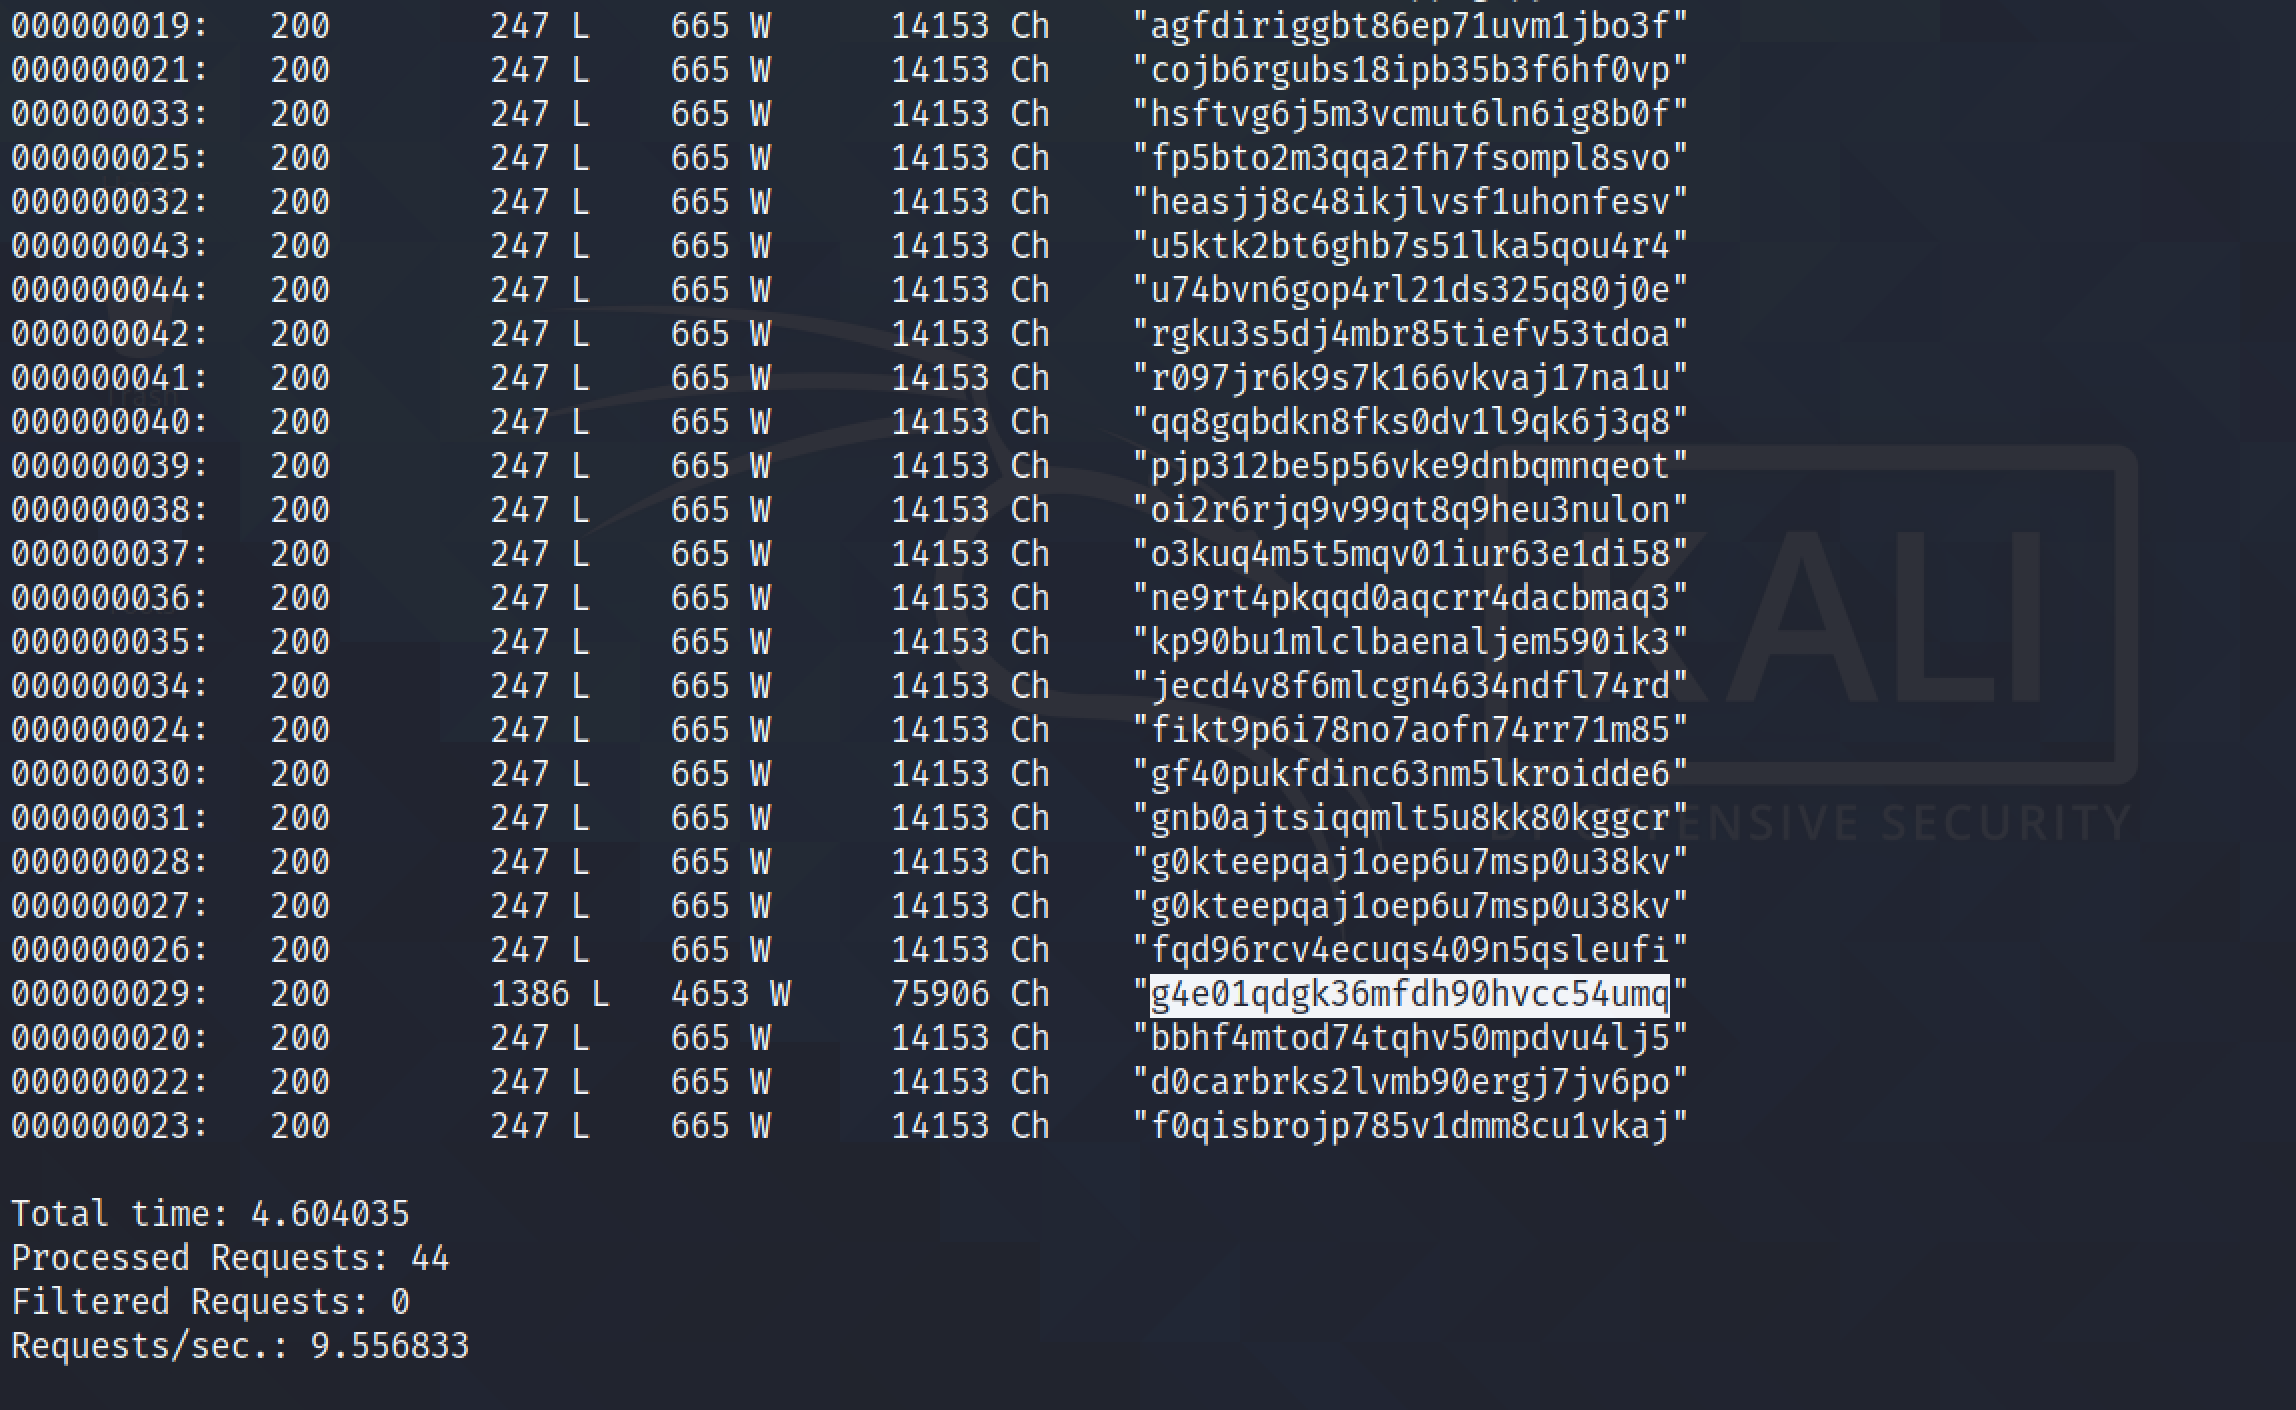 000000019: 200 247 L 665 W 14153 Ch "agfdiriggbt86ep71uvm1jbo3f"
000000021: 200 247 L 665 W 14153 Ch "cojb6rgubs18ipb35b3f6hf0vp"
000000033: 200 247 L 665 W 14153 Ch "hsftvg6j5m3vcmut6ln6ig8b0f"
000000025: 200 247 L 665 W 14153 Ch "fp5bto2m3qqa2fh7fsompl8svo"
000000032: 200 247 L 665 W 14153 Ch "heasjj8c48ikjlvsf1uhonfesv"
000000043: 200 247 L 665 W 14153 Ch "u5ktk2bt6ghb7s51lka5qou4r4"
000000044: 200 247 L 665 W 14153 Ch "u74bvn6gop4rl21ds325q80j0e"
000000042: 200 247 L 665 W 14153 Ch "rgku3s5dj4mbr85tiefv53tdoa"
000000041: 200 247 L 665 W 14153 Ch "r097jr6k9s7k166vkvaj17na1u"
Trash
000000040: 200 247 L 665 W 14153 Ch "qq8gqbdkn8fks0dv1l9qk6j3q8"
000000039: 200 247 L 665 W 14153 Ch "pjp312be5p56vke9dnbqmnqeot"
000000038: 200 247 L 665 W 14153 Ch "oi2r6rjq9v99qt8q9heu3nulon"
000000037: 200 247 L 665 W 14153 Ch "o3kuq4m5t5mqv01iur63e1di58"
000000036: 200 247 L 665 W 14153 Ch "ne9rt4pkqqd0aqcrr4dacbmaq3"
KALI
000000035: 200 247 L 665 W 14153 Ch "kp90bu1mlclbaenaljem590ik3"
000000034: 200 247 L 665 W 14153 Ch "jecd4v8f6mlcgn4634ndfl74rd"
000000024: 200 247 L 665 W 14153 Ch "fikt9p6i78no7aofn74rr71m85"
000000030: 200 247 L 665 W 14153 Ch "gf40pukfdinc63nm5lkroidde6"
000000031: 200 247 L 665 W 14153 Ch "gnb0ajtsiqqmlt5u8kk80kggcr"
SECURITY
000000028: 200 247 L 665 W 14153 Ch "g0kteepqaj1oep6u7msp0u38kv"
000000027: 200 247 L 665 W 14153 Ch "g0kteepqaj1oep6u7msp0u38kv"
000000026: 200 247 L 665 W 14153 Ch "fqd96rcv4ecuqs409n5qsleufi"
000000029: 200 1386 L 4653 W 75906 Ch "g4e01qdgk36mfdh90hvcc54umq"
000000020: 200 247 L 665 W 14153 Ch "bbhf4mtod74tqhv50mpdvu4lj5"
000000022: 200 247 L 665 W 14153 Ch "d0carbrks2lvmb90ergj7jv6po"
000000023: 200 247 L 665 W 14153 Ch "f0qisbrojp785v1dmm8cu1vkaj"
Total time: 4.604035
Processed Requests: 44
Filtered Requests: 0
Requests/sec.: 9.556833